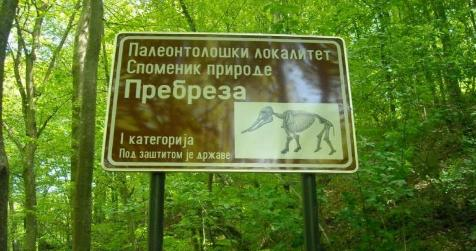 Палеонтолошки локалитет
Споменик природе
Пребреза
I категорија
Под заштитом је државе